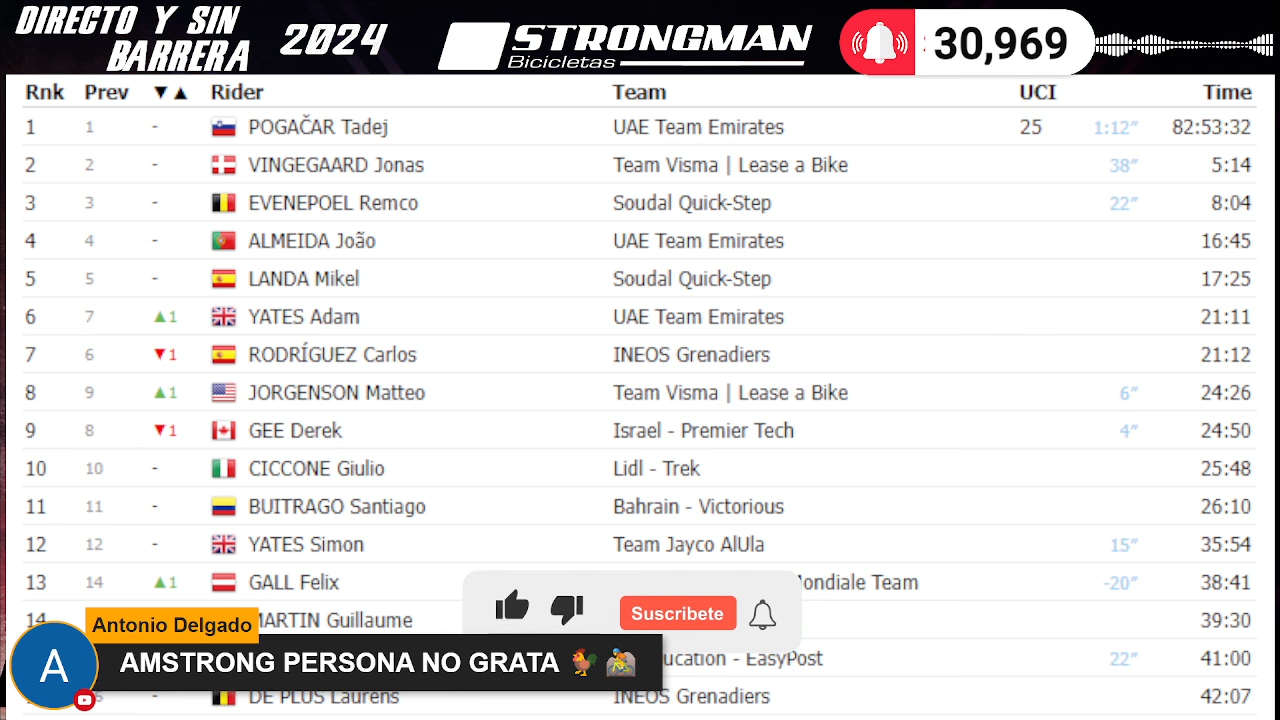 DIRECTO Y SIN BARRERA 2024 STRONGMAN Bicicletas 30,969
Rnk Prev ▼▲ Rider Team UCI Time
1 1 - POGAČAR Tadej UAE Team Emirates 25 1:12″ 82:53:32
2 2 - VINGEGAARD Jonas Team Visma | Lease a Bike 38″ 5:14
3 3 - EVENEPOEL Remco Soudal Quick-Step 22″ 8:04
4 4 - ALMEIDA João UAE Team Emirates 16:45
5 5 - LANDA Mikel Soudal Quick-Step 17:25
6 7 ▲1 YATES Adam UAE Team Emirates 21:11
7 6 ▼1 RODRÍGUEZ Carlos INEOS Grenadiers 21:12
8 9 ▲1 JORGENSON Matteo Team Visma | Lease a Bike 6″ 24:26
9 8 ▼1 GEE Derek Israel - Premier Tech 4″ 24:50
10 10 - CICCONE Giulio Lidl - Trek 25:48
11 11 - BUITRAGO Santiago Bahrain - Victorious 26:10
12 12 - YATES Simon Team Jayco AlUla 15″ 35:54
13 14 ▲1 GALL Felix Mondiale Team -20″ 38:41
14 MARTIN Guillaume Suscribete 39:30
Antonio Delgado
A AMSTRONG PERSONA NO GRATA 🐓 🚵
EasyPost 22″ 41:00
- DE PLUS Laurens INEOS Grenadiers 42:07